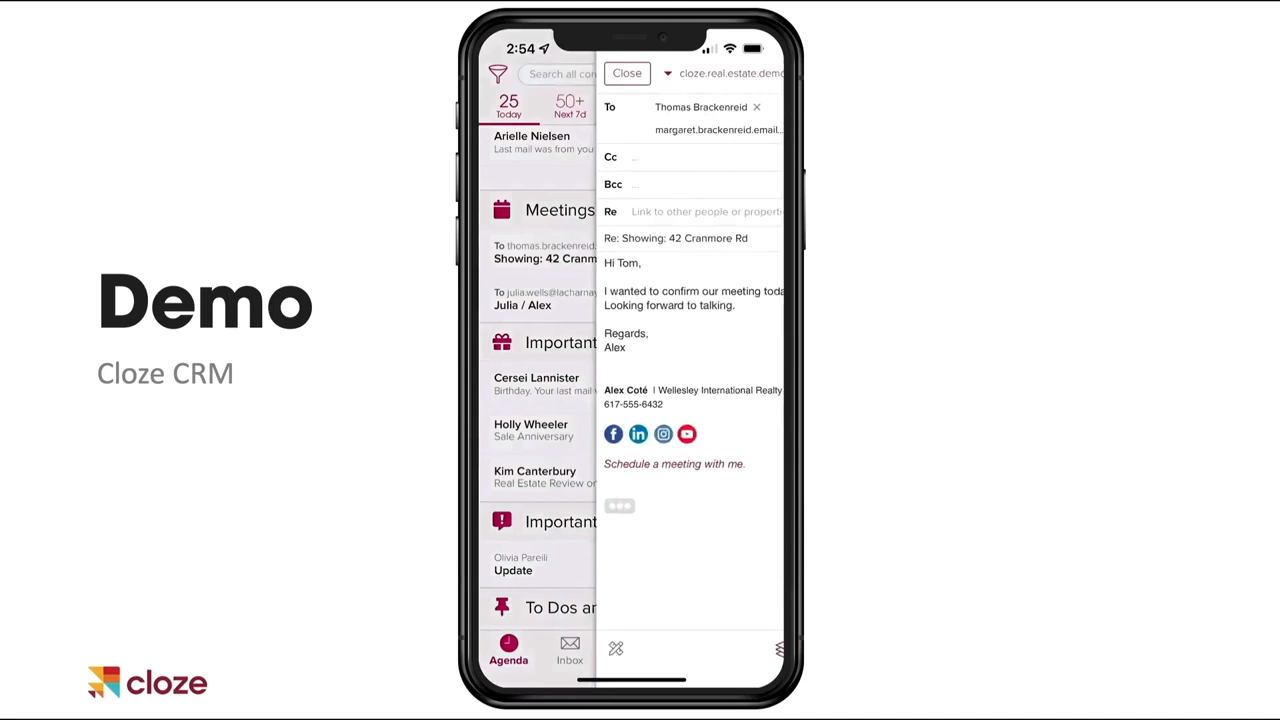 Demo
Cloze CRM
cloze
2:54
Search all con
25
Today
50+
Next 7d
Arielle Nielsen
Last mail was from you
Meetings
To thomas.brackenreid.
Showing: 42 Cranm
To julia.wells@lacharnay
Julia / Alex
Important
Cersei Lannister
Birthday. Your last mail
Holly Wheeler
Sale Anniversary
Kim Canterbury
Real Estate Review on
Important
Olivia Pareili
Update
To Dos an
Agenda
Inbox
Close
cloze.real.estate.demo
To Thomas Brackenreid ×
margaret.brackenreid.email...
Cc ...
Bcc ...
Re Link to other people or properti
Re: Showing: 42 Cranmore Rd
Hi Tom,
I wanted to confirm our meeting toda
Looking forward to talking.
Regards,
Alex
Alex Coté | Wellesley International Realty
617-555-6432
Schedule a meeting with me.